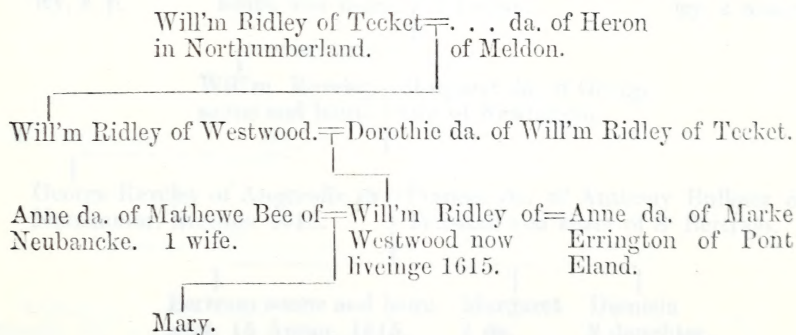 Will'm Ridley of Tecket=. . . da. of Heron
in Northumberland. of Meldon.
Will'm Ridley of Westwood.=Dorothie da. of Will'm Ridley of Tecket.
Anne da. of Mathewe Bee of=Will'm Ridley of=Anne da. of Marke
Neubancke. 1 wife. Westwood now Errington of Pont
liveinge 1615. Eland.
Mary.